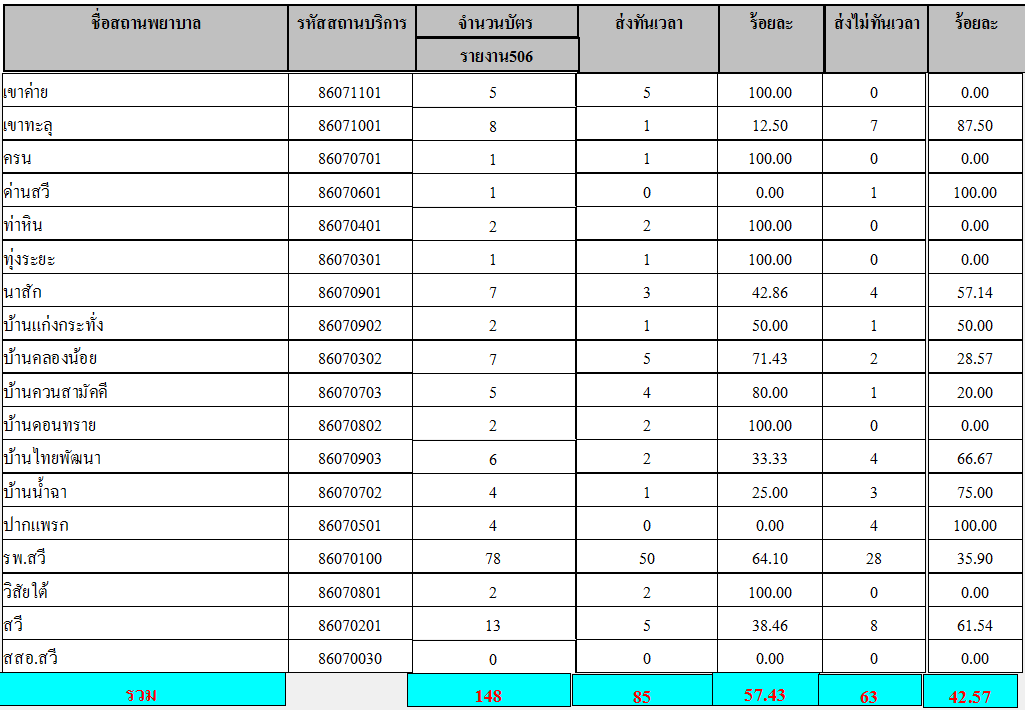 ชื่อสถานพยาบาล รหัสสถานบริการ จำนวนบัตร ส่งทันเวลา ร้อยละ ส่งไม่ทันเวลา ร้อยละ
รายงาน506
เขาค่าย 86071101 5 5 100.00 0 0.00
เขาทะลุ 86071001 8 1 12.50 7 87.50
ครน 86070701 1 1 100.00 0 0.00
ด่านสวี 86070601 1 0 0.00 1 100.00
ท่าหิน 86070401 2 2 100.00 0 0.00
ทุ่งระยะ 86070301 1 1 100.00 0 0.00
นาสัก 86070901 7 3 42.86 4 57.14
บ้านแก่งกระทั่ง 86070902 2 1 50.00 1 50.00
บ้านคลองน้อย 86070302 7 5 71.43 2 28.57
บ้านควนสามัคคี 86070703 5 4 80.00 1 20.00
บ้านดอนทราย 86070802 2 2 100.00 0 0.00
บ้านไทยพัฒนา 86070903 6 2 33.33 4 66.67
บ้านน้ำฉา 86070702 4 1 25.00 3 75.00
ปากแพรก 86070501 4 0 0.00 4 100.00
รพ.สวี 86070100 78 50 64.10 28 35.90
วิสัยใต้ 86070801 2 2 100.00 0 0.00
สวี 86070201 13 5 38.46 8 61.54
สสอ.สวี 86070030 0 0 0.00 0 0.00
รวม 148 85 57.43 63 42.57